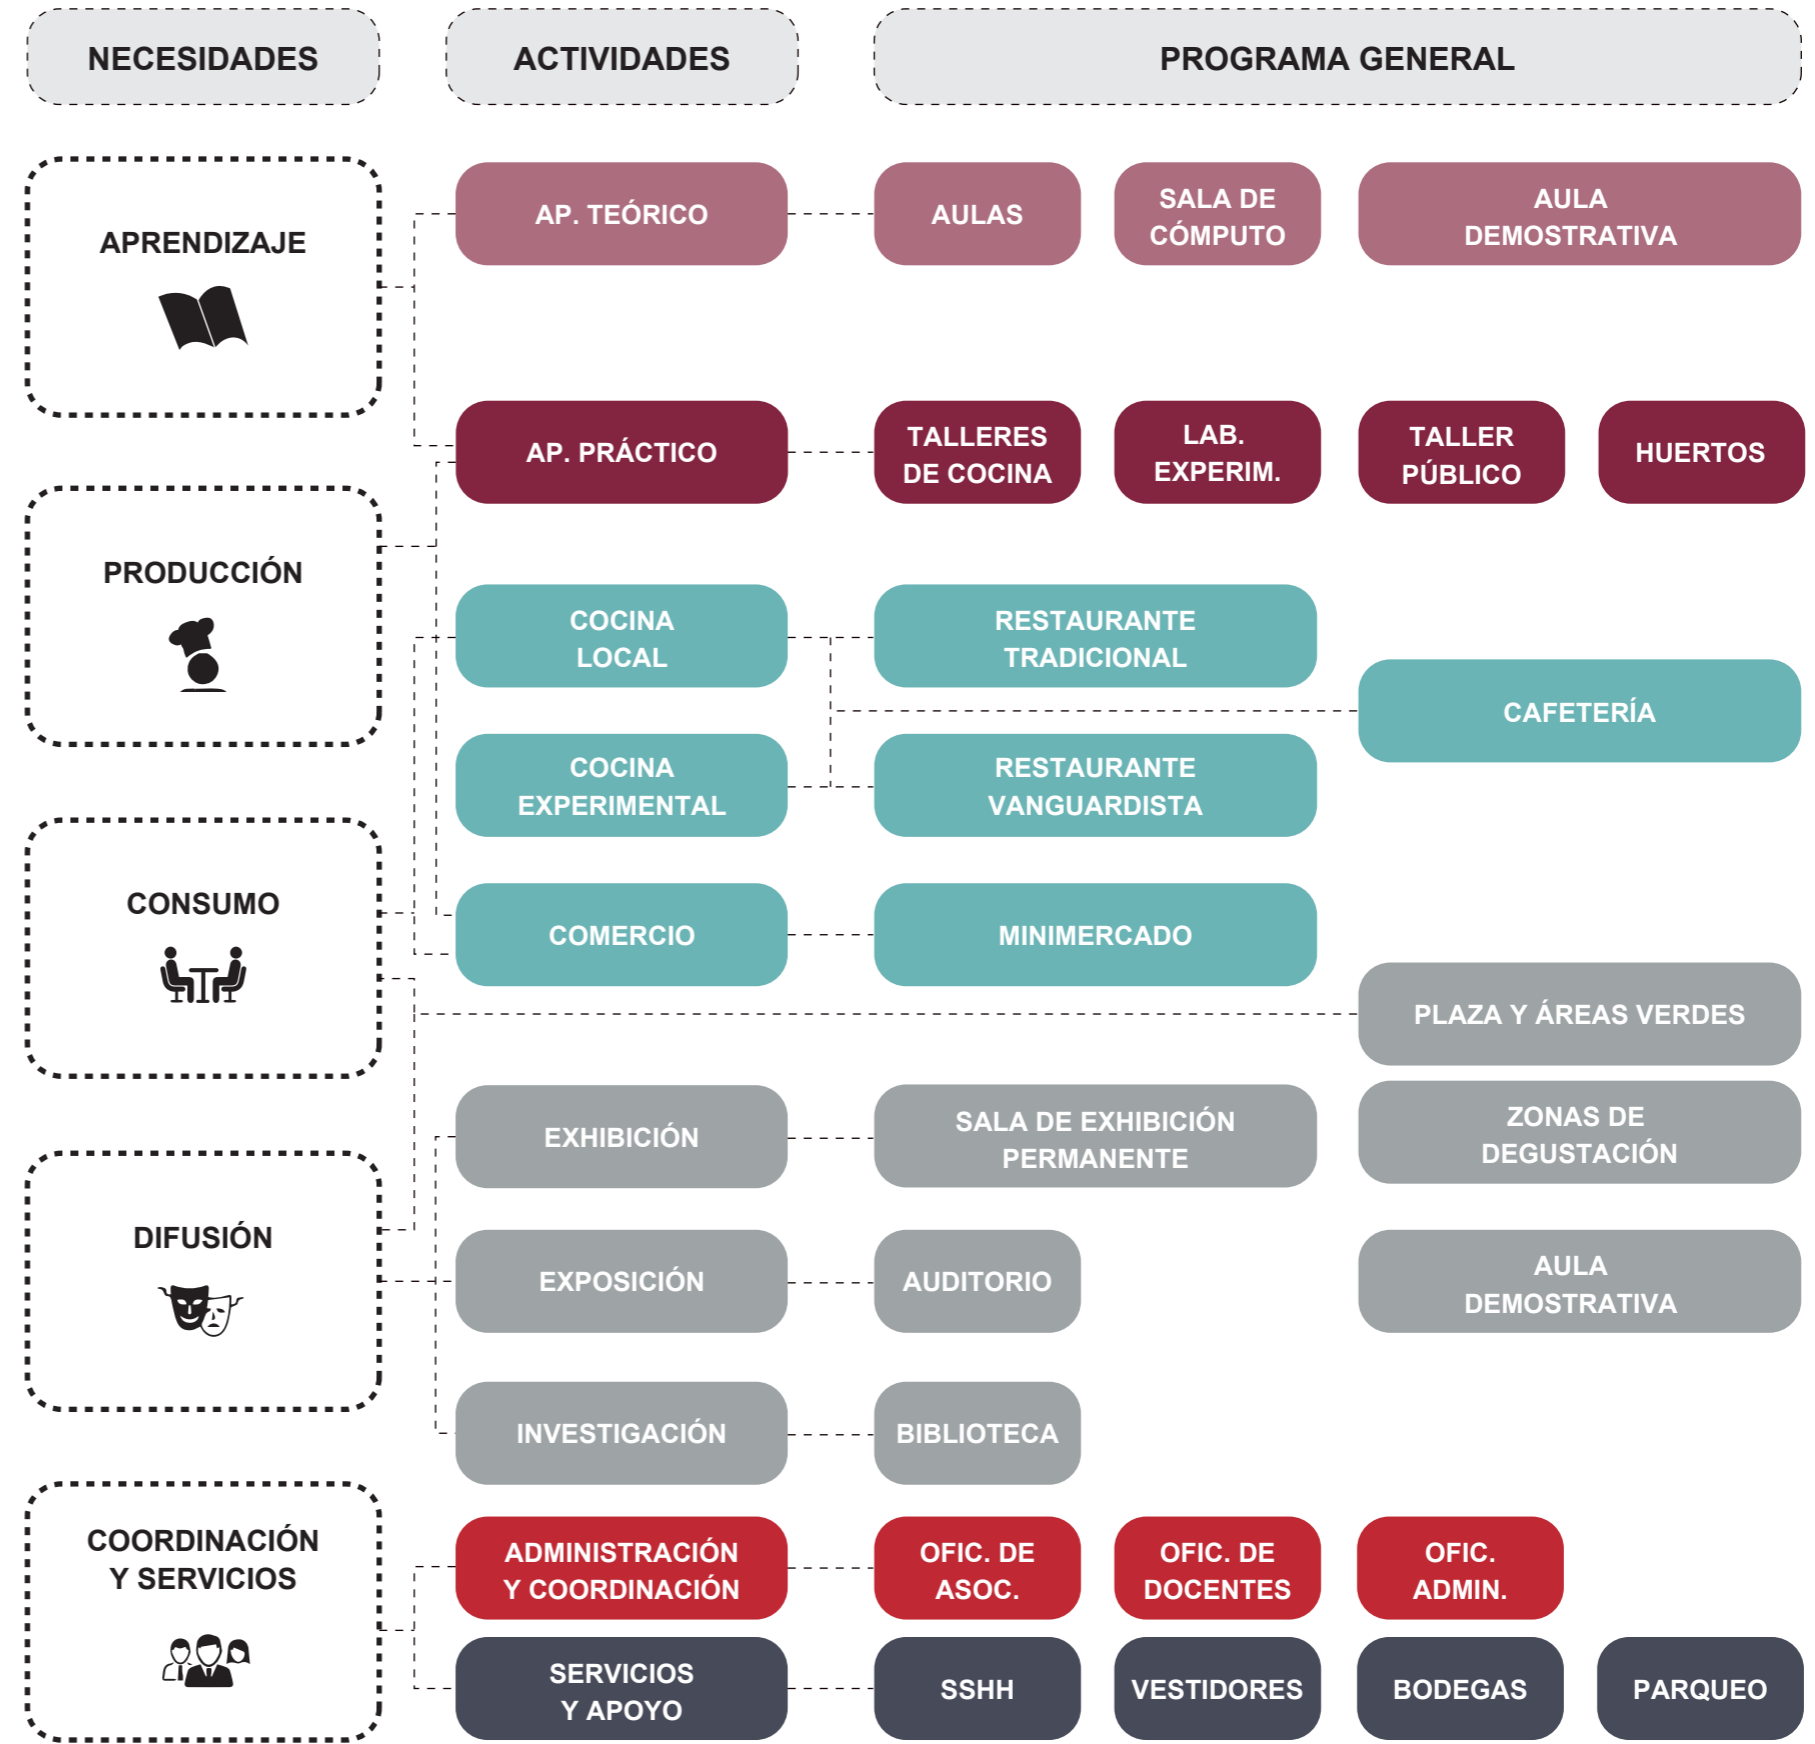 NECESIDADES
ACTIVIDADES
PROGRAMA GENERAL
APRENDIZAJE
AP. TEÓRICO
AULAS
SALA DE
CÓMPUTO
AULA
DEMOSTRATIVA
AP. PRÁCTICO
TALLERES
DE COCINA
LAB.
EXPERIM.
TALLER
PÚBLICO
HUERTOS
PRODUCCIÓN
COCINA
LOCAL
RESTAURANTE
TRADICIONAL
CAFETERÍA
COCINA
EXPERIMENTAL
RESTAURANTE
VANGUARDISTA
CONSUMO
COMERCIO
MINIMERCADO
PLAZA Y ÁREAS VERDES
EXHIBICIÓN
SALA DE EXHIBICIÓN
PERMANENTE
ZONAS DE
DEGUSTACIÓN
DIFUSIÓN
EXPOSICIÓN
AUDITORIO
AULA
DEMOSTRATIVA
INVESTIGACIÓN
BIBLIOTECA
COORDINACIÓN
Y SERVICIOS
ADMINISTRACIÓN
Y COORDINACIÓN
OFIC. DE
ASOC.
OFIC. DE
DOCENTES
OFIC.
ADMIN.
SERVICIOS
Y APOYO
SSHH
VESTIDORES
BODEGAS
PARQUEO